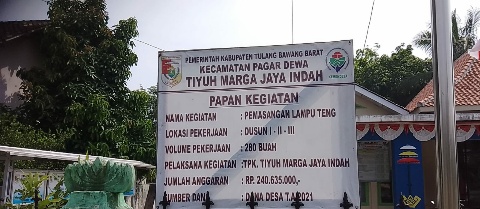 PEMERINTAH KABUPATEN TULANG BAWANG BARAT
KECAMATAN PAGAR DEWA
TIYUH MARGA JAYA INDAH
PAPAN KEGIATAN
NAMA KEGIATAN : PEMASANGAN LAMPU TENG
LOKASI PEKERJAAN : DUSUN I - II - III
VOLUME PEKERJAAN : 280 BUAH
PELAKSANA KEGIATAN : TPK. TIYUH MARGA JAYA INDAH
JUMLAH ANGGARAN : RP. 240.635.000,-
SUMBER DANA : DANA DESA T.A 2021